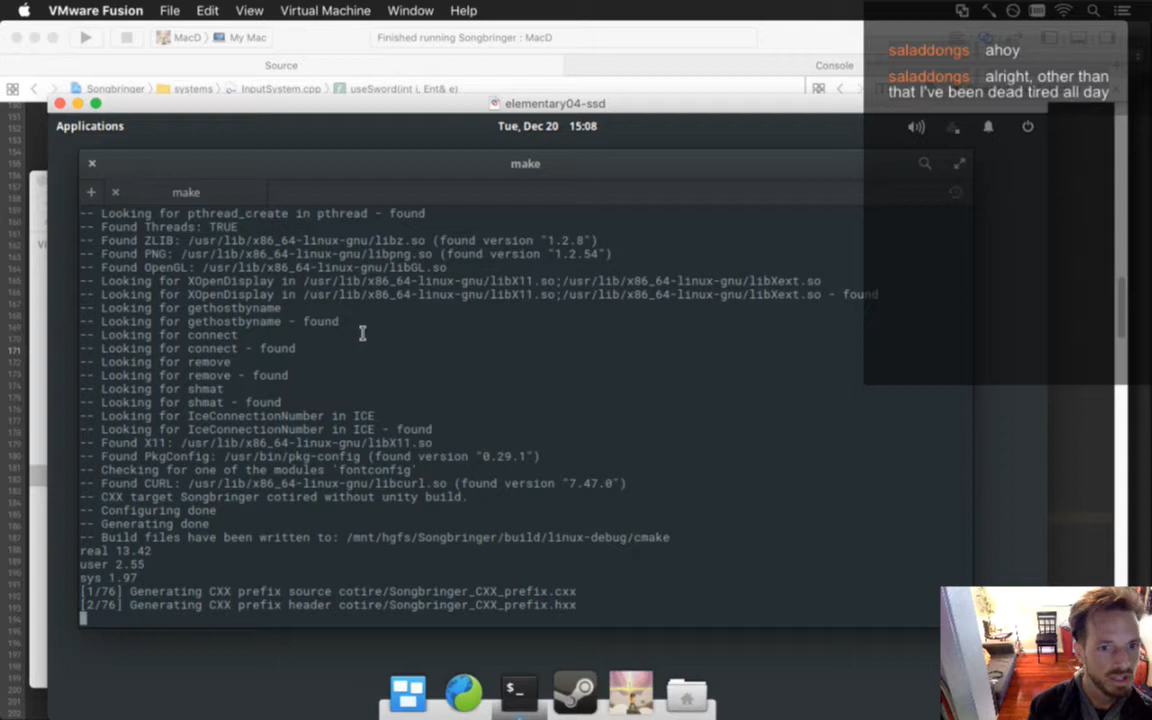 VMware Fusion File Edit View Virtual Machine Window Help
MacD My Mac
Finished running Songbringer : MacD
Source
Console
Songbringer systems InputSystem.cpp useSword(int i, Ent& e)
saladdongs ahoy
saladdongs alright, other than
that I've been dead tired all day
elementary04-ssd
Applications
Tue, Dec 20 15:08
make
make
-- Looking for pthread_create in pthread - found
-- Found Threads: TRUE
-- Found ZLIB: /usr/lib/x86_64-linux-gnu/libz.so (found version "1.2.8")
-- Found PNG: /usr/lib/x86_64-linux-gnu/libpng.so (found version "1.2.54")
-- Found OpenGL: /usr/lib/x86_64-linux-gnu/libGL.so
-- Looking for XOpenDisplay in /usr/lib/x86_64-linux-gnu/libX11.so;/usr/lib/x86_64-linux-gnu/libXext.so
-- Looking for XOpenDisplay in /usr/lib/x86_64-linux-gnu/libX11.so;/usr/lib/x86_64-linux-gnu/libXext.so - found
-- Looking for gethostbyname
-- Looking for gethostbyname - found
-- Looking for connect
-- Looking for connect - found
-- Looking for remove
-- Looking for remove - found
-- Looking for shmat
-- Looking for shmat - found
-- Looking for IceConnectionNumber in ICE
-- Looking for IceConnectionNumber in ICE - found
-- Found X11: /usr/lib/x86_64-linux-gnu/libX11.so
-- Found PkgConfig: /usr/bin/pkg-config (found version "0.29.1")
-- Checking for one of the modules 'fontconfig'
-- Found CURL: /usr/lib/x86_64-linux-gnu/libcurl.so (found version "7.47.0")
-- CXX target Songbringer cotired without unity build.
-- Configuring done
-- Generating done
-- Build files have been written to: /mnt/hgfs/Songbringer/build/linux-debug/cmake
real 13.42
user 2.55
sys 1.97
[1/76] Generating CXX prefix source cotire/Songbringer_CXX_prefix.cxx
[2/76] Generating CXX prefix header cotire/Songbringer_CXX_prefix.hxx